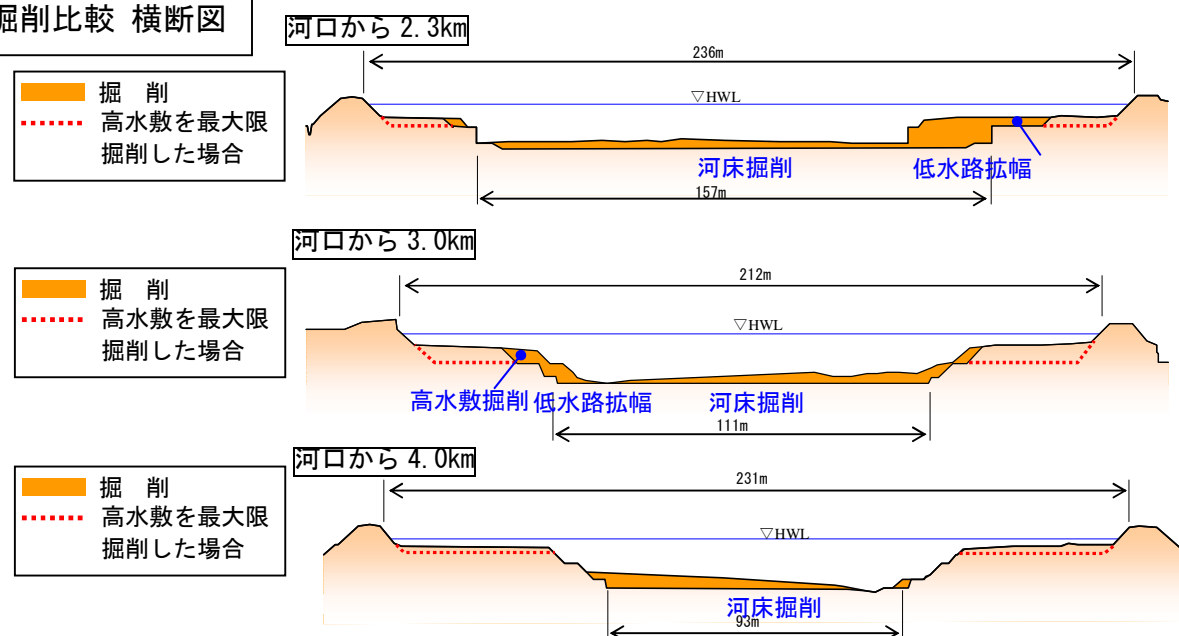 掘削比較 横断図
河口から 2.3km
236m
▽HWL
掘 削
高水敷を最大限
掘削した場合
河床掘削
低水路拡幅
157m
河口から 3.0km
212m
▽HWL
掘 削
高水敷を最大限
掘削した場合
高水敷掘削
低水路拡幅
河床掘削
111m
河口から 4.0km
231m
▽HWL
掘 削
高水敷を最大限
掘削した場合
河床掘削
93m